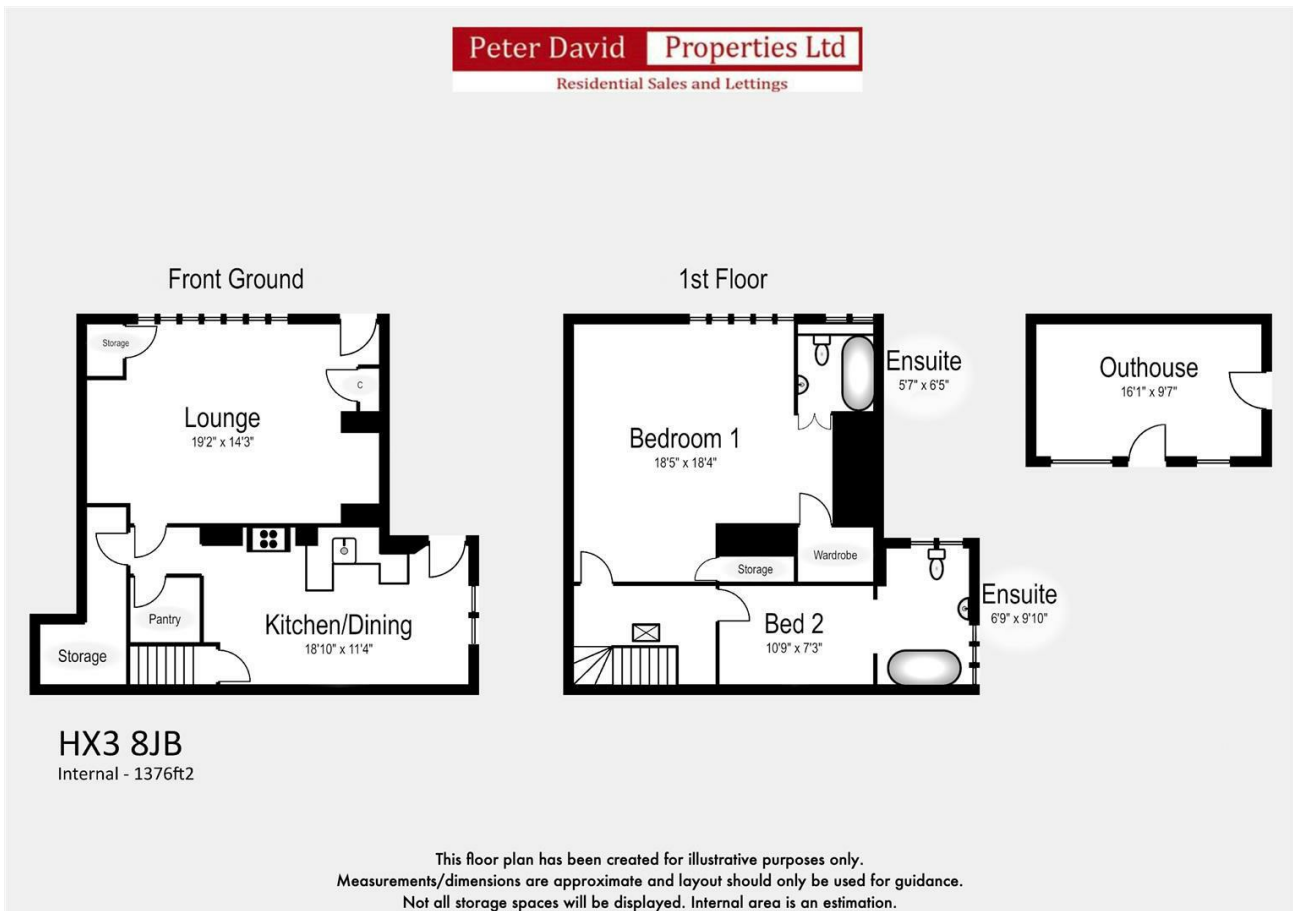 Peter David Properties Ltd
Residential Sales and Lettings
Front Ground
Storage
C
Lounge
19'2" x 14'3"
Pantry
Kitchen/Dining
18'10" x 11'4"
Storage
1st Floor
Ensuite
5'7" x 6'5"
Bedroom 1
18'5" x 18'4"
Wardrobe
Storage
Bed 2
10'9" x 7'3"
Ensuite
6'9" x 9'10"
Outhouse
16'1" x 9'7"
HX3 8JB
Internal - 1376ft2
This floor plan has been created for illustrative purposes only.
Measurements/dimensions are approximate and layout should only be used for guidance.
Not all storage spaces will be displayed. Internal area is an estimation.